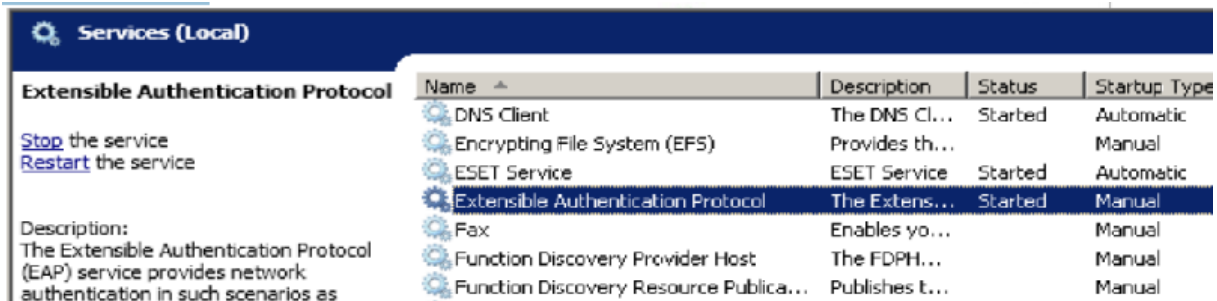 Services (Local)
Extensible Authentication Protocol
Stop the service
Restart the service
Description:
The Extensible Authentication Protocol
(EAP) service provides network
authentication in such scenarios as
Name Description Status Startup Type
DNS Client The DNS Cl... Started Automatic
Encrypting File System (EFS) Provides th... Manual
ESET Service ESET Service Started Automatic
Extensible Authentication Protocol The Extens... Started Manual
Fax Enables yo... Manual
Function Discovery Provider Host The FDPH... Manual
Function Discovery Resource Publica... Publishes t... Manual